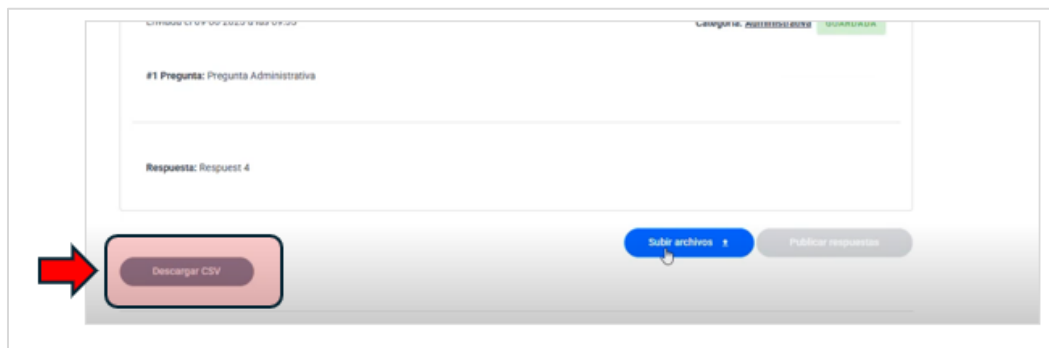 Categoría: Administrativa GUARDADA
#1 Pregunta: Pregunta Administrativa
Respuesta: Respuest 4
Subir archivos
Publicar respuestas
Descargar CSV